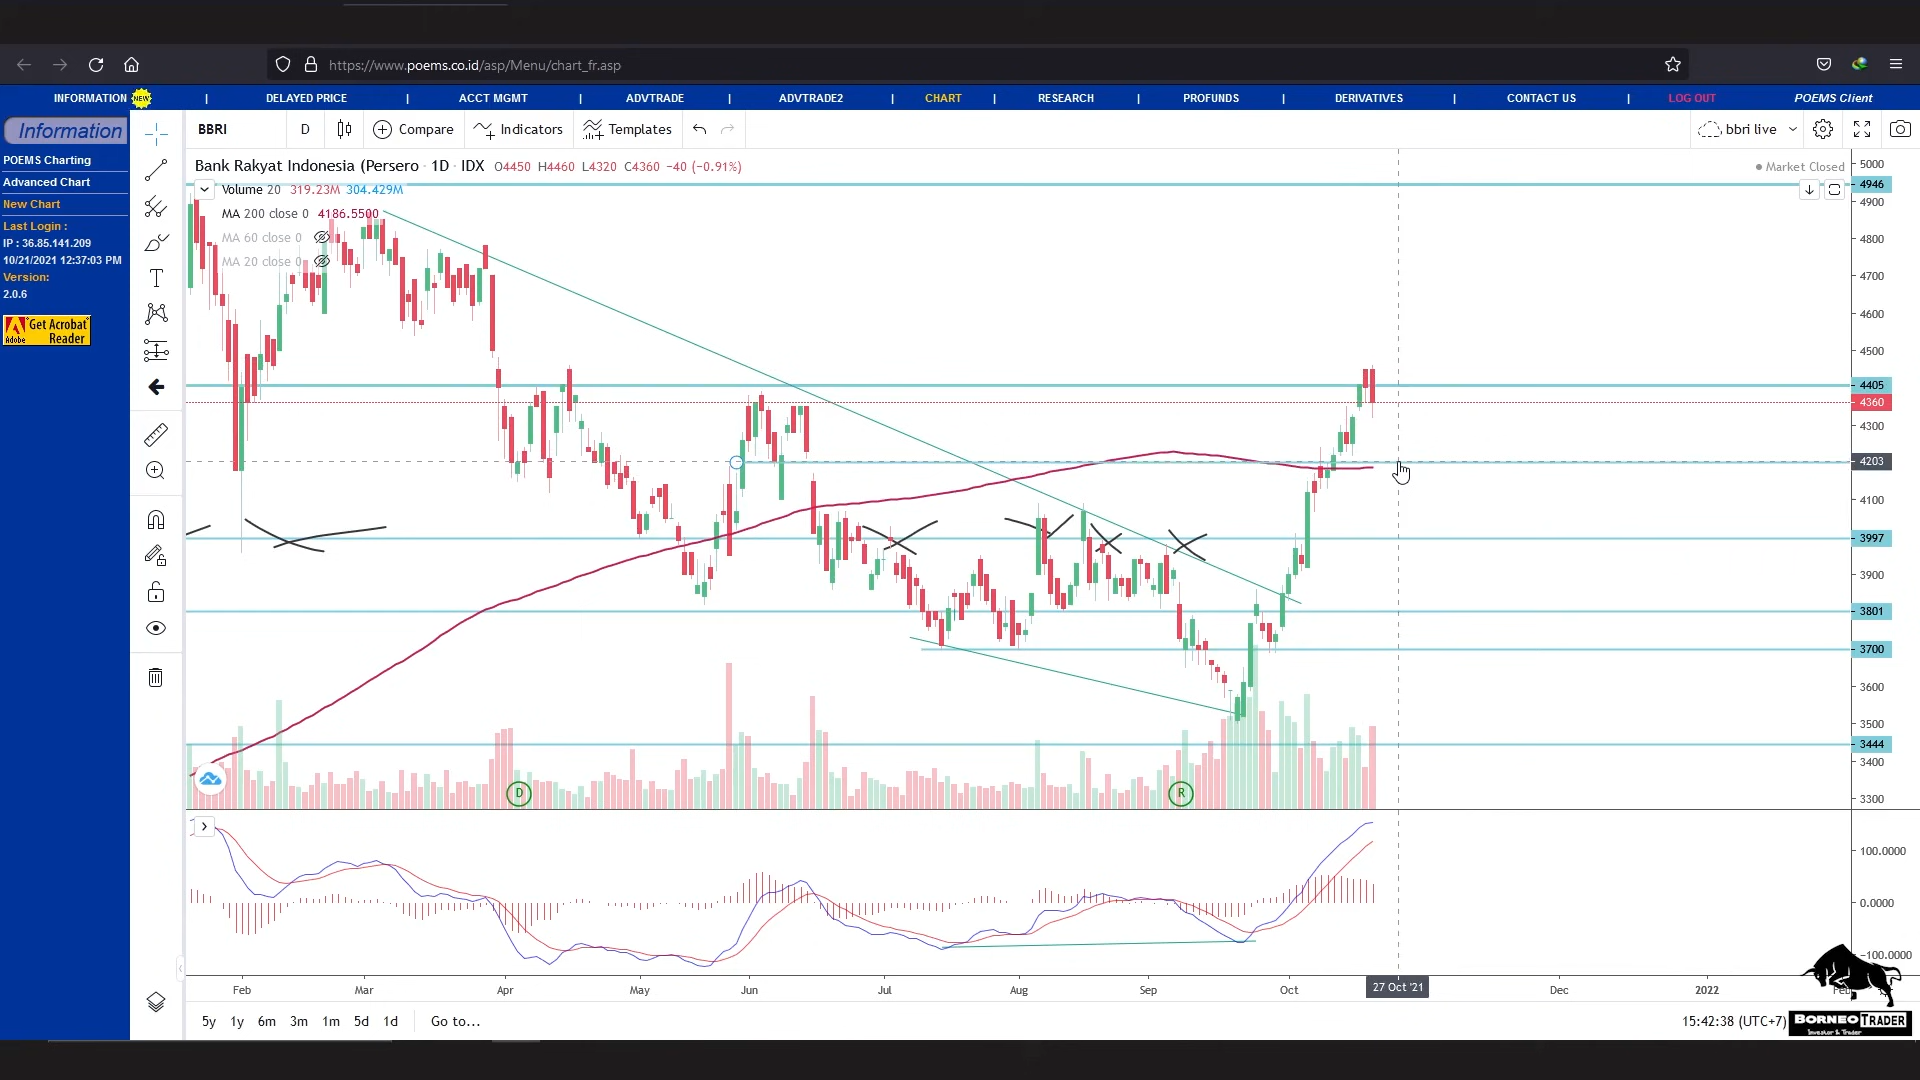 https://www.poems.co.id/asp/Menu/chart_fr.asp
INFORMATION NEW | DELAYED PRICE | ACCT MGMT | ADVTRADE | ADVTRADE2 | CHART | RESEARCH | PROFUNDS | DERIVATIVES | CONTACT US | LOG OUT POEMS Client
Information
POEMS Charting
Advanced Chart
New Chart
Last Login :
IP : 36.85.141.209
10/21/2021 12:37:03 PM
Version:
2.0.6
Get Acrobat
Adobe Reader
BBRI D Compare Indicators Templates bbri live
Bank Rakyat Indonesia (Persero · 1D · IDX O4450 H4460 L4320 C4360 −40 (−0.91%)
Market Closed
Volume 20 319.23M 304.429M
MA 200 close 0 4186.5500
MA 60 close 0
MA 20 close 0
5000
4946
4900
4800
4700
4600
4500
4405
4360
4300
4203
4100
3997
3900
3801
3700
3600
3500
3444
3400
3300
D R
100.0000
0.0000
−100.0000
Feb Mar Apr May Jun Jul Aug Sep Oct 27 Oct '21 Dec 2022
5y 1y 6m 3m 1m 5d 1d Go to...
15:42:38 (UTC+7)
BORNEO TRADER
Investor & Trader